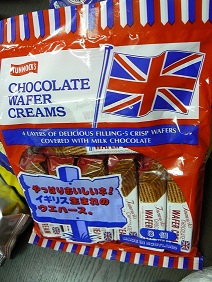 TUNNOCK'S
CHOCOLATE
WAFER
CREAMS
4 LAYERS OF DELICIOUS FILLING-5 CRISP WAFERS
COVERED WITH MILK CHOCOLATE
やっぱりおいしい本!
イギリス生まれの
ウエハース。
WAFER
WAFER